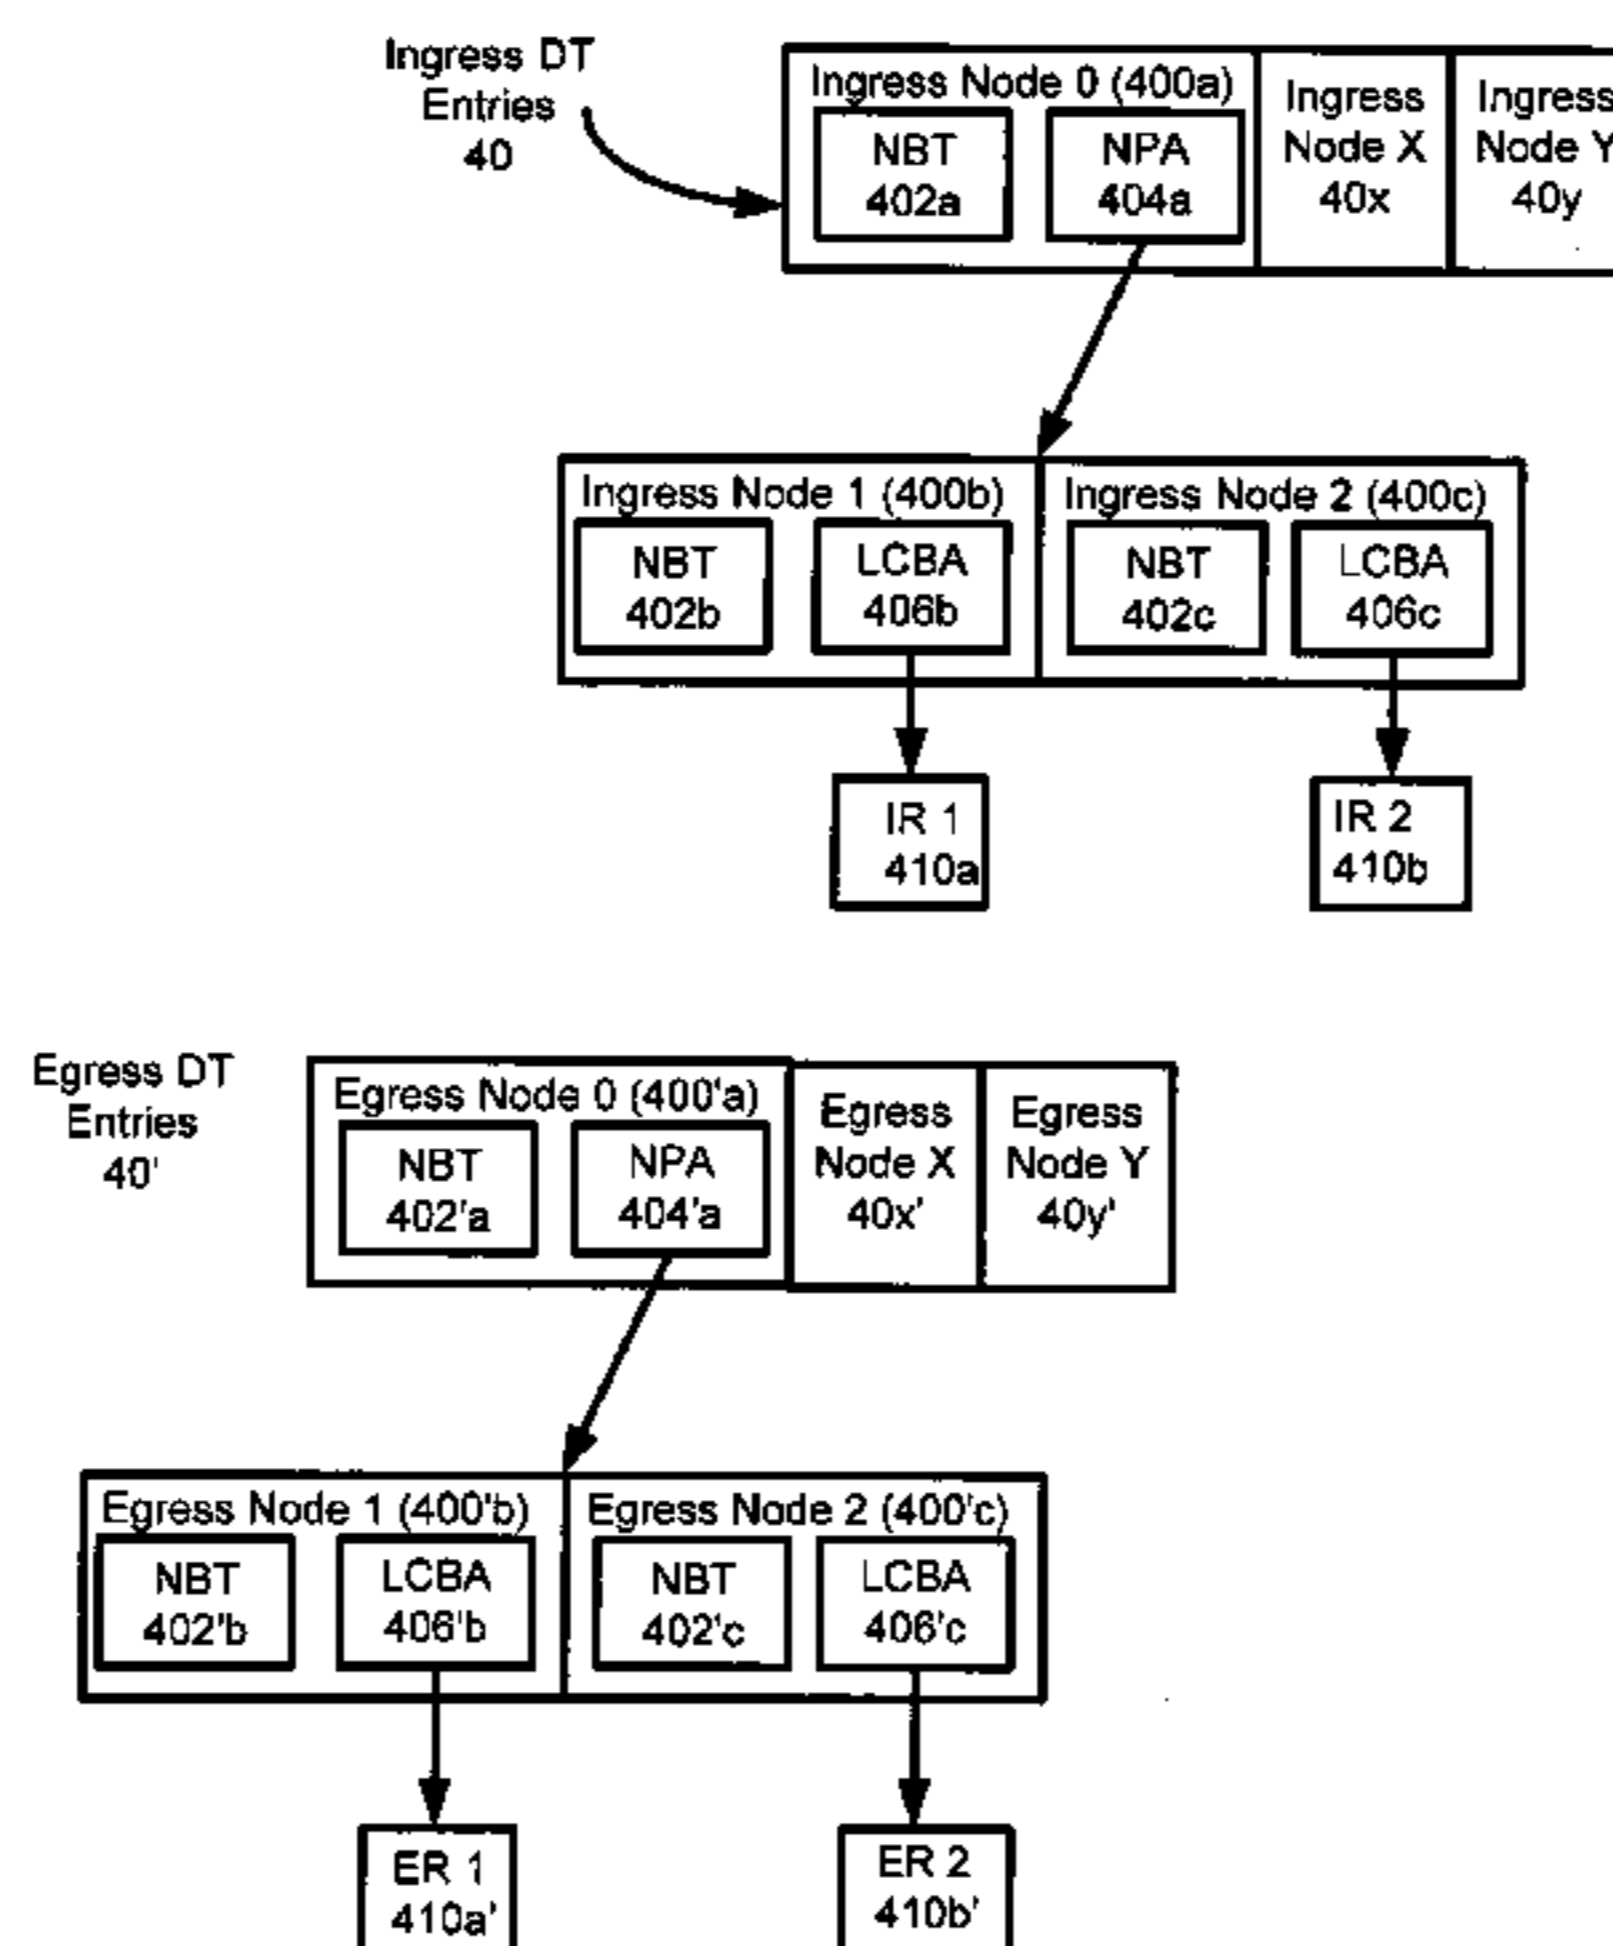 Ingress DT
Entries
40
Ingress Node 0 (400a)
NBT
402a
NPA
404a
Ingress
Node X
40x
Ingress
Node Y
40y
Ingress Node 1 (400b)
NBT
402b
LCBA
406b
Ingress Node 2 (400c)
NBT
402c
LCBA
406c
IR 1
410a
IR 2
410b
Egress DT
Entries
40'
Egress Node 0 (400'a)
NBT
402'a
NPA
404'a
Egress
Node X
40x'
Egress
Node Y
40y'
Egress Node 1 (400'b)
NBT
402'b
LCBA
406'b
Egress Node 2 (400'c)
NBT
402'c
LCBA
406'c
ER 1
410a'
ER 2
410b'